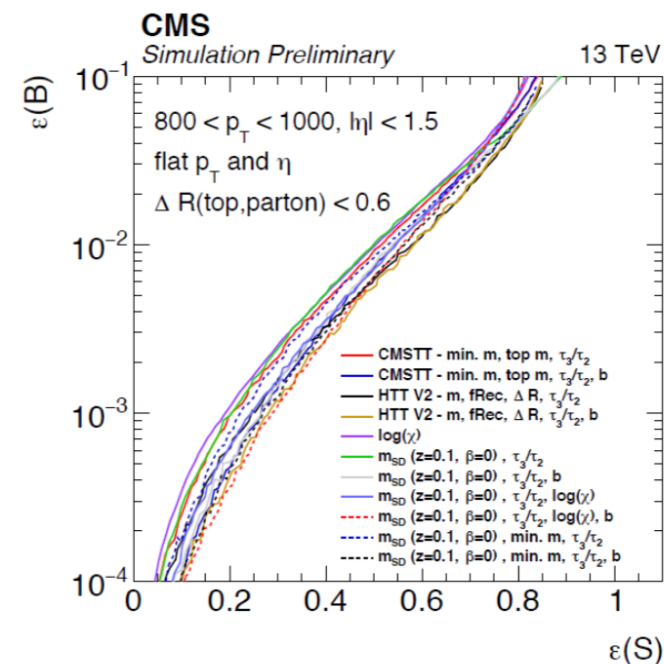 CMS
Simulation Preliminary 13 TeV
ε(B)
10⁻¹
10⁻²
10⁻³
10⁻⁴
800 < p_T < 1000, |η| < 1.5
flat p_T and η
Δ R(top,parton) < 0.6
CMSTT - min. m, top m, τ₃/τ₂
CMSTT - min. m, top m, τ₃/τ₂, b
HTT V2 - m, fRec, Δ R, τ₃/τ₂
HTT V2 - m, fRec, Δ R, τ₃/τ₂, b
log(χ)
m_SD (z=0.1, β=0) , τ₃/τ₂
m_SD (z=0.1, β=0) , τ₃/τ₂, b
m_SD (z=0.1, β=0) , τ₃/τ₂, log(χ)
m_SD (z=0.1, β=0) , τ₃/τ₂, log(χ), b
m_SD (z=0.1, β=0) , min. m, τ₃/τ₂
m_SD (z=0.1, β=0) , min. m, τ₃/τ₂, b
0 0.2 0.4 0.6 0.8 1
ε(S)